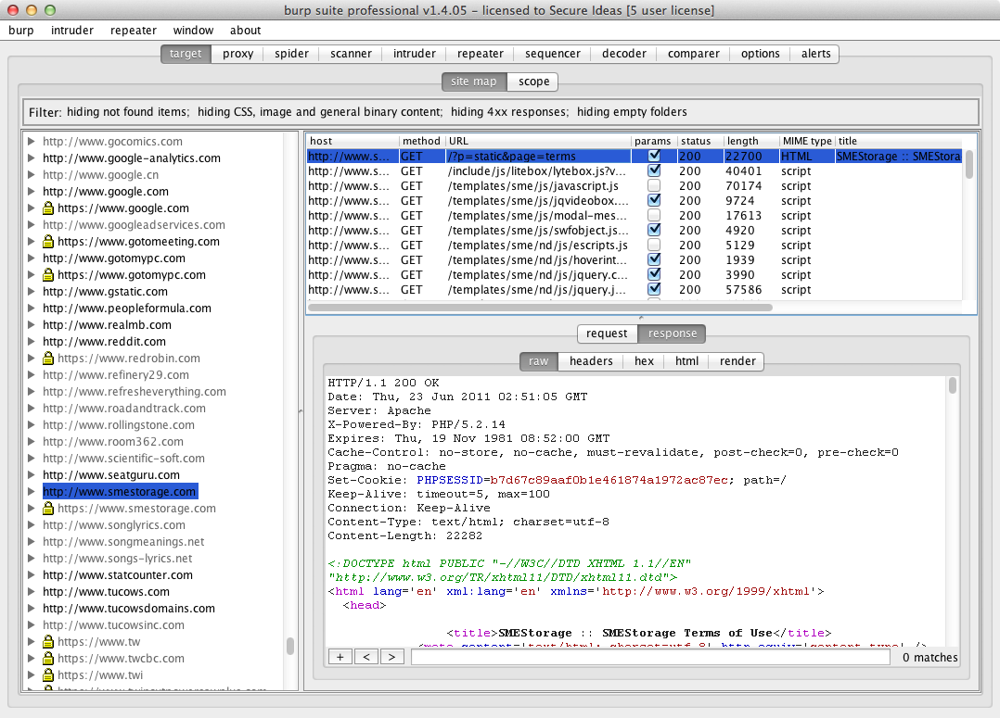 burp suite professional v1.4.05 - licensed to Secure Ideas [5 user license]
burp intruder repeater window about
target proxy spider scanner intruder repeater sequencer decoder comparer options alerts
site map scope
Filter: hiding not found items; hiding CSS, image and general binary content; hiding 4xx responses; hiding empty folders
http://www.gocomics.com
http://www.google-analytics.com
http://www.google.cn
http://www.google.com
https://www.google.com
http://www.googleadservices.com
https://www.gotomeeting.com
http://www.gotomypc.com
https://www.gotomypc.com
http://www.gstatic.com
http://www.peopleformula.com
http://www.realmb.com
http://www.reddit.com
https://www.redrobin.com
http://www.refinery29.com
http://www.refresheverything.com
http://www.roadandtrack.com
http://www.rollingstone.com
http://www.room362.com
http://www.scientific-soft.com
http://www.seatguru.com
http://www.smestorage.com
https://www.smestorage.com
http://www.songlyrics.com
http://www.songmeanings.net
http://www.songs-lyrics.net
http://www.statcounter.com
http://www.tucows.com
http://www.tucowsdomains.com
http://www.tucowsinc.com
https://www.tw
https://www.twcbc.com
https://www.twi
host method URL params status length MIME type title
http://www.s... GET /?p=static&page=terms 200 22700 HTML SMEStorage :: SMEStora
http://www.s... GET /include/js/litebox/lytebox.js?v... 200 40401 script
http://www.s... GET /templates/sme/js/javascript.js 200 70174 script
http://www.s... GET /templates/sme/js/jqvideobox.... 200 9724 script
http://www.s... GET /templates/sme/js/modal-mes... 200 17613 script
http://www.s... GET /templates/sme/js/swfobject.js... 200 4920 script
http://www.s... GET /templates/sme/nd/js/escripts.js 200 5129 script
http://www.s... GET /templates/sme/nd/js/hoverint... 200 1939 script
http://www.s... GET /templates/sme/nd/js/jquery.c... 200 3990 script
http://www.s... GET /templates/sme/nd/js/jquery.j... 200 57586 script
request response
raw headers hex html render
HTTP/1.1 200 OK
Date: Thu, 23 Jun 2011 02:51:05 GMT
Server: Apache
X-Powered-By: PHP/5.2.14
Expires: Thu, 19 Nov 1981 08:52:00 GMT
Cache-Control: no-store, no-cache, must-revalidate, post-check=0, pre-check=0
Pragma: no-cache
Set-Cookie: PHPSESSID=b7d67c89aaf0b1e461874a1972ac87ec; path=/
Keep-Alive: timeout=5, max=100
Connection: Keep-Alive
Content-Type: text/html; charset=utf-8
Content-Length: 22282
<!DOCTYPE html PUBLIC "-//W3C//DTD XHTML 1.1//EN"
"http://www.w3.org/TR/xhtml11/DTD/xhtml11.dtd">
<html lang='en' xml:lang='en' xmlns='http://www.w3.org/1999/xhtml'>
<head>
<title>SMEStorage :: SMEStorage Terms of Use</title>
<meta content='text/html; charset=utf-8' http-equiv='content-type' />
+ < > 0 matches